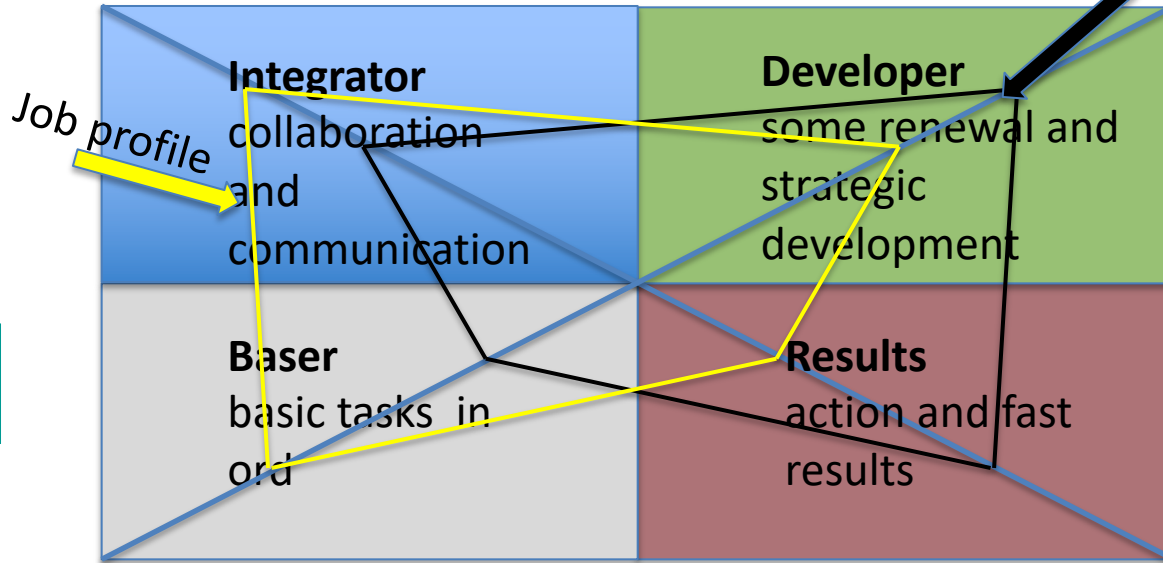 Job profile
Integrator
collaboration
and
communication
Developer
some renewal and
strategic
development
Baser
basic tasks in
ord
Results
action and fast
results